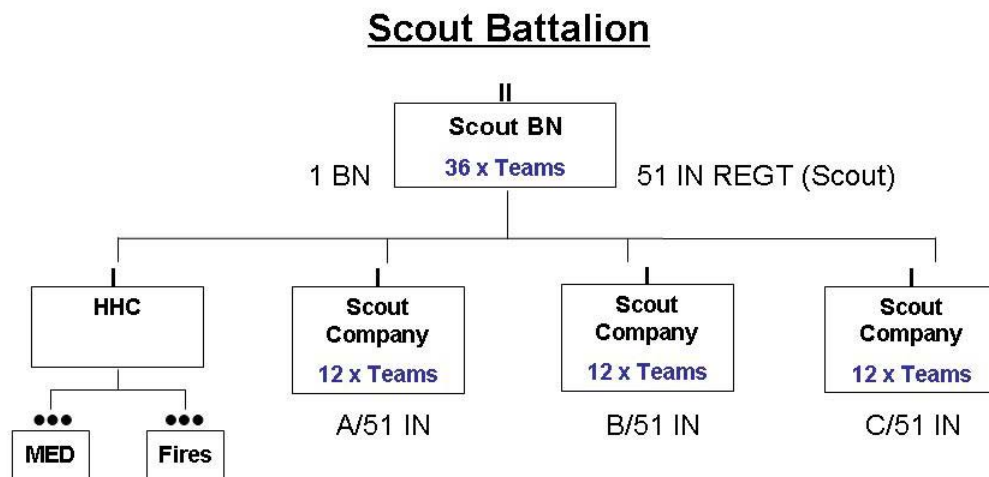 Scout Battalion
II
Scout BN
36 x Teams
1 BN
51 IN REGT (Scout)
I
I
I
I
HHC
Scout
Company
12 x Teams
Scout
Company
12 x Teams
Scout
Company
12 x Teams
A/51 IN
B/51 IN
C/51 IN
●●●
●●●
MED
Fires